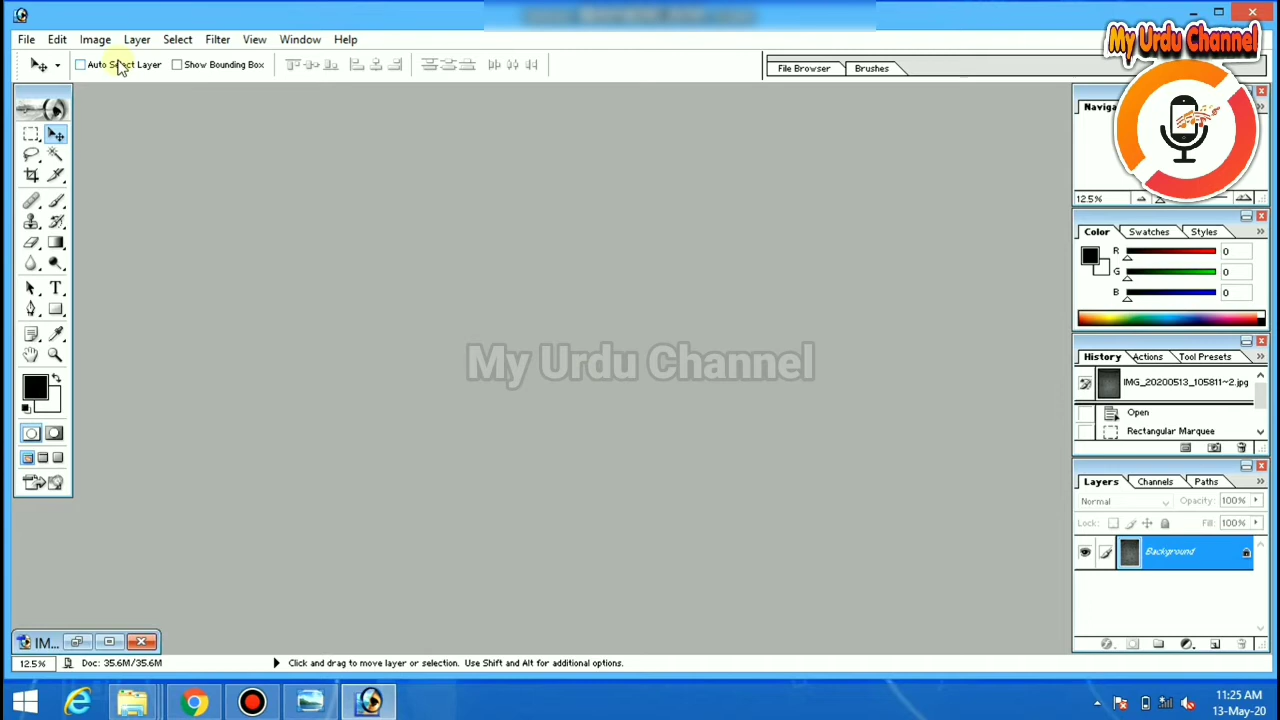 My Urdu Channel
File Edit Image Layer Select Filter View Window Help
Auto Select Layer Show Bounding Box
File Browser Brushes
Naviga
12.5%
Color Swatches Styles
R 0
G 0
B 0
History Actions Tool Presets
IMG_20200513_105811~2.jpg
Open
Rectangular Marquee
My Urdu Channel
Layers Channels Paths
Normal Opacity: 100%
Lock: Fill: 100%
Background
IM...
12.5% Doc: 35.6M/35.6M Click and drag to move layer or selection. Use Shift and Alt for additional options.
11:25 AM
13-May-20